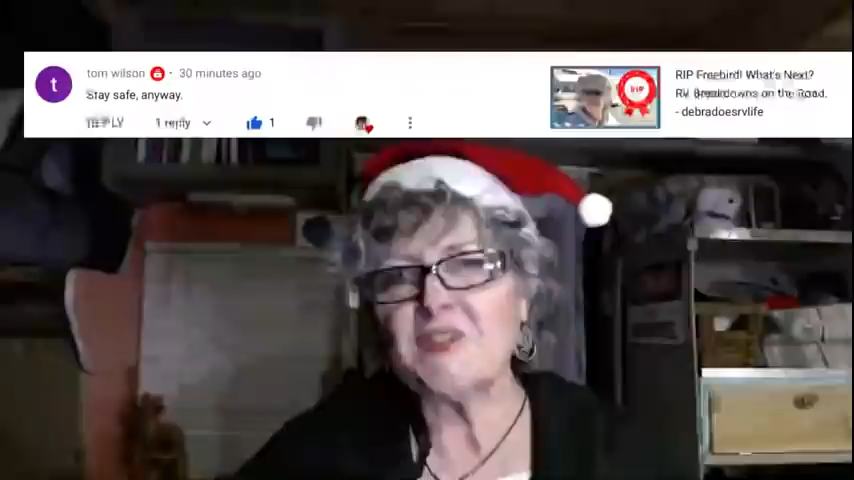 t
tom wilson · 30 minutes ago
Stay safe, anyway.
REPLY 1 reply 1
RIP Freebird! What's Next?
RV Breakdowns on the Road.
- debradoesrvlife
RIP